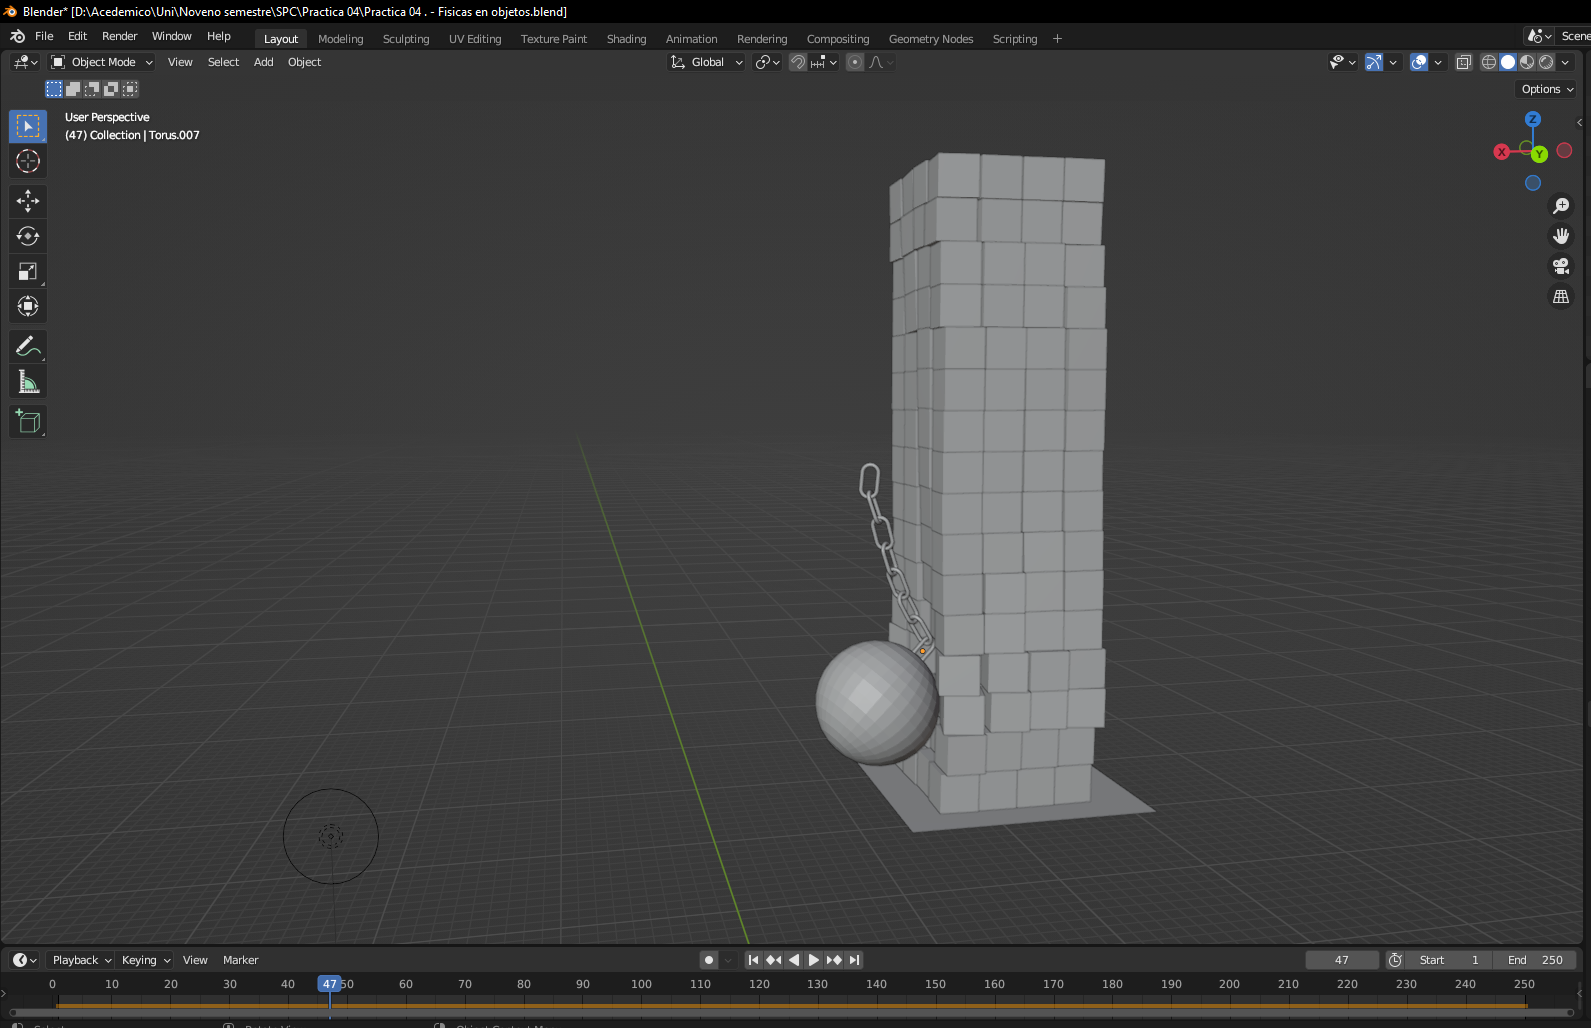 Blender* [D:\Acedemico\Uni\Noveno semestre\SPC\Practica 04\Practica 04 . - Fisicas en objetos.blend]
File Edit Render Window Help Layout Modeling Sculpting UV Editing Texture Paint Shading Animation Rendering Compositing Geometry Nodes Scripting + Scene
Object Mode View Select Add Object Global
Options
User Perspective
(47) Collection | Torus.007
Z
X Y
Playback Keying View Marker 47 Start 1 End 250
0 10 20 30 40 47 50 60 70 80 90 100 110 120 130 140 150 160 170 180 190 200 210 220 230 240 250